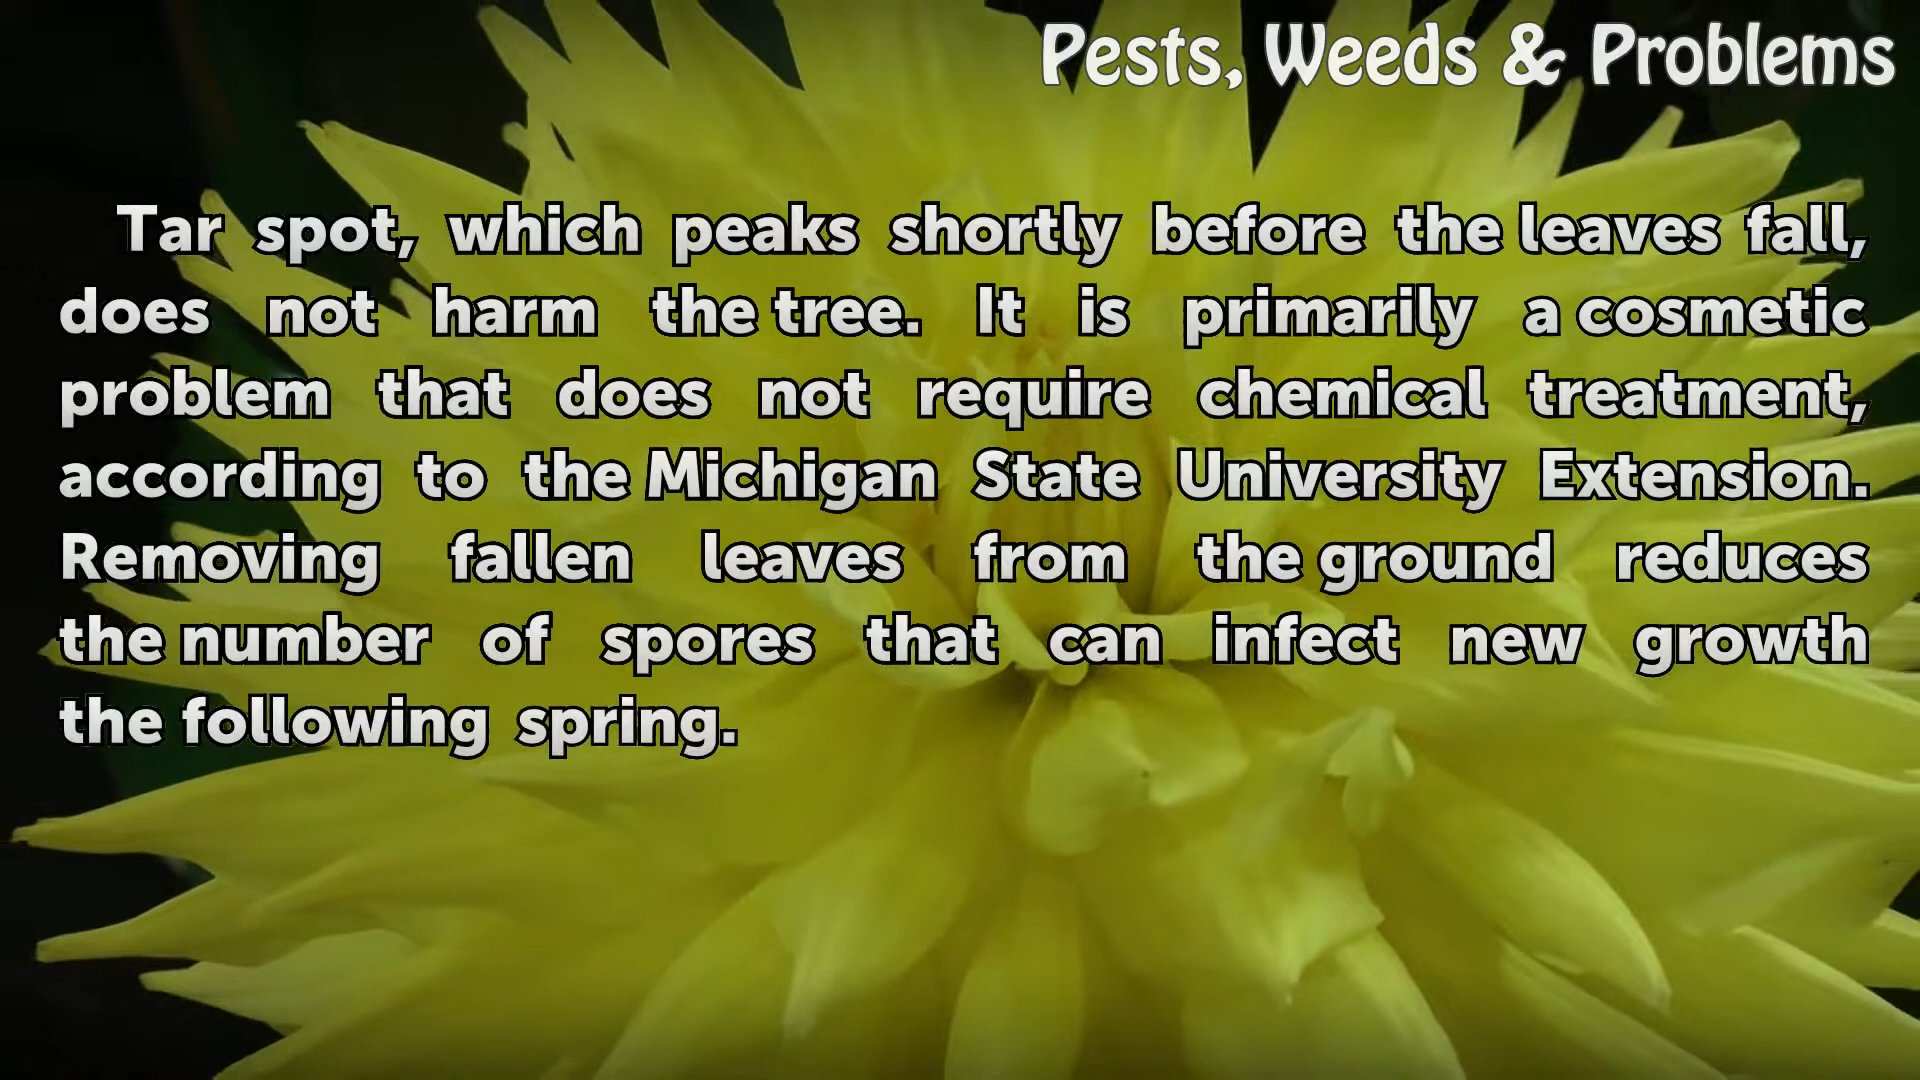 Pests, Weeds & Problems
Tar spot, which peaks shortly before the leaves fall,
does not harm the tree. It is primarily a cosmetic
problem that does not require chemical treatment,
according to the Michigan State University Extension.
Removing fallen leaves from the ground reduces
the number of spores that can infect new growth
the following spring.